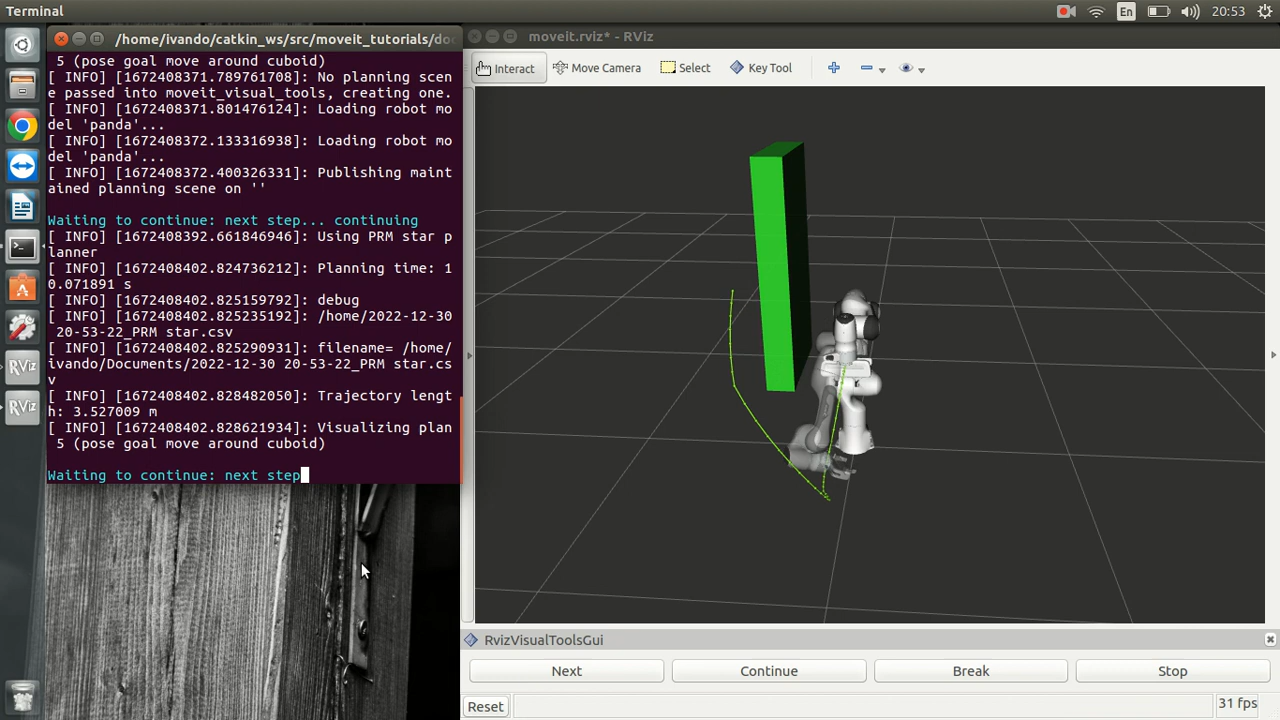 Terminal
En
20:53
/home/ivando/catkin_ws/src/moveit_tutorials/do
moveit.rviz* - RViz
Interact
Move Camera
Select
Key Tool
5 (pose goal move around cuboid)
[ INFO] [1672408371.789761708]: No planning scen
e passed into moveit_visual_tools, creating one.
[ INFO] [1672408371.801476124]: Loading robot mo
del 'panda'...
[ INFO] [1672408372.133316938]: Loading robot mo
del 'panda'...
[ INFO] [1672408372.400326331]: Publishing maint
ained planning scene on ''
Waiting to continue: next step... continuing
[ INFO] [1672408392.661846946]: Using PRM star p
lanner
[ INFO] [1672408402.824736212]: Planning time: 1
0.071891 s
[ INFO] [1672408402.825159792]: debug
[ INFO] [1672408402.825235192]: /home/2022-12-30
20-53-22_PRM star.csv
[ INFO] [1672408402.825290931]: filename= /home/
ivando/Documents/2022-12-30 20-53-22_PRM star.cs
v
[ INFO] [1672408402.828482050]: Trajectory lengt
h: 3.527009 m
[ INFO] [1672408402.828621934]: Visualizing plan
5 (pose goal move around cuboid)
Waiting to continue: next step
RViz
RViz
RvizVisualToolsGui
Next
Continue
Break
Stop
Reset
31 fps